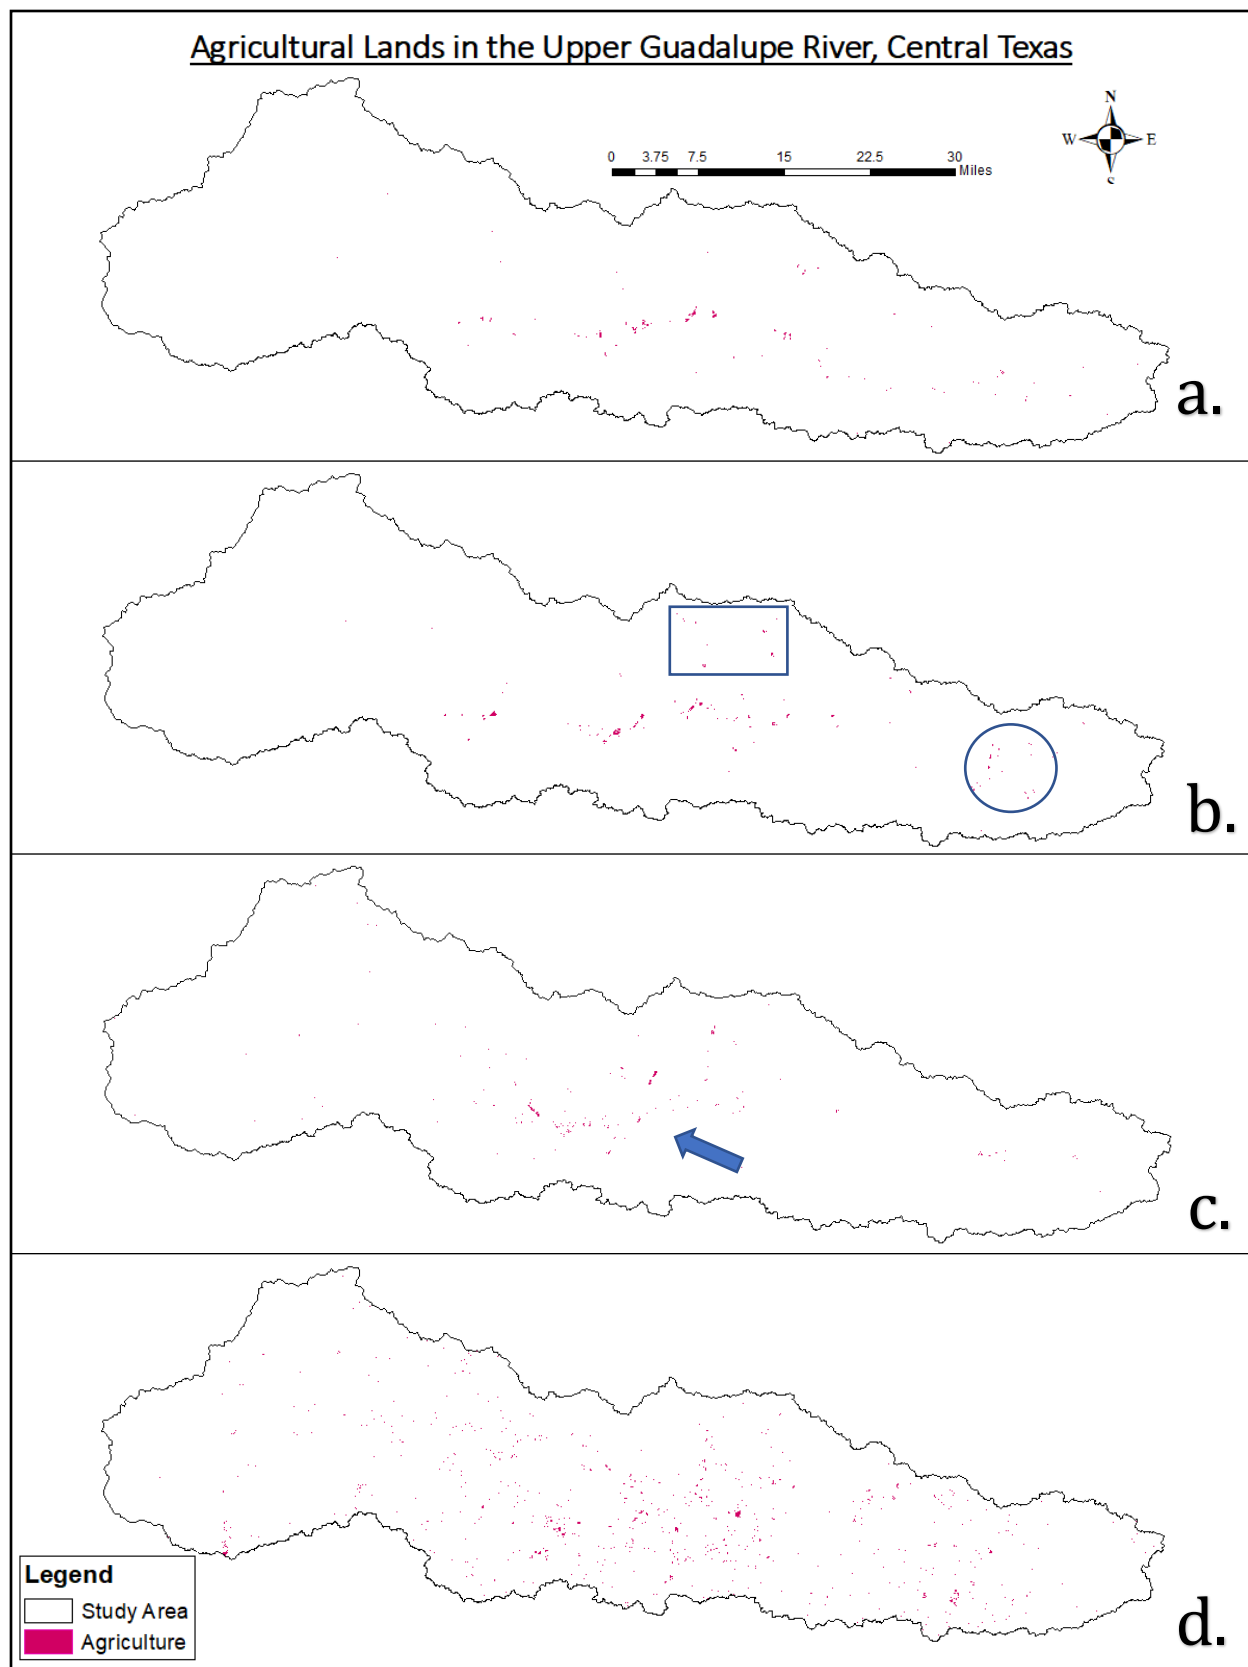 Agricultural Lands in the Upper Guadalupe River, Central Texas
N
W E
S
0 3.75 7.5 15 22.5 30
Miles
a.
b.
c.
d.
Legend
Study Area
Agriculture